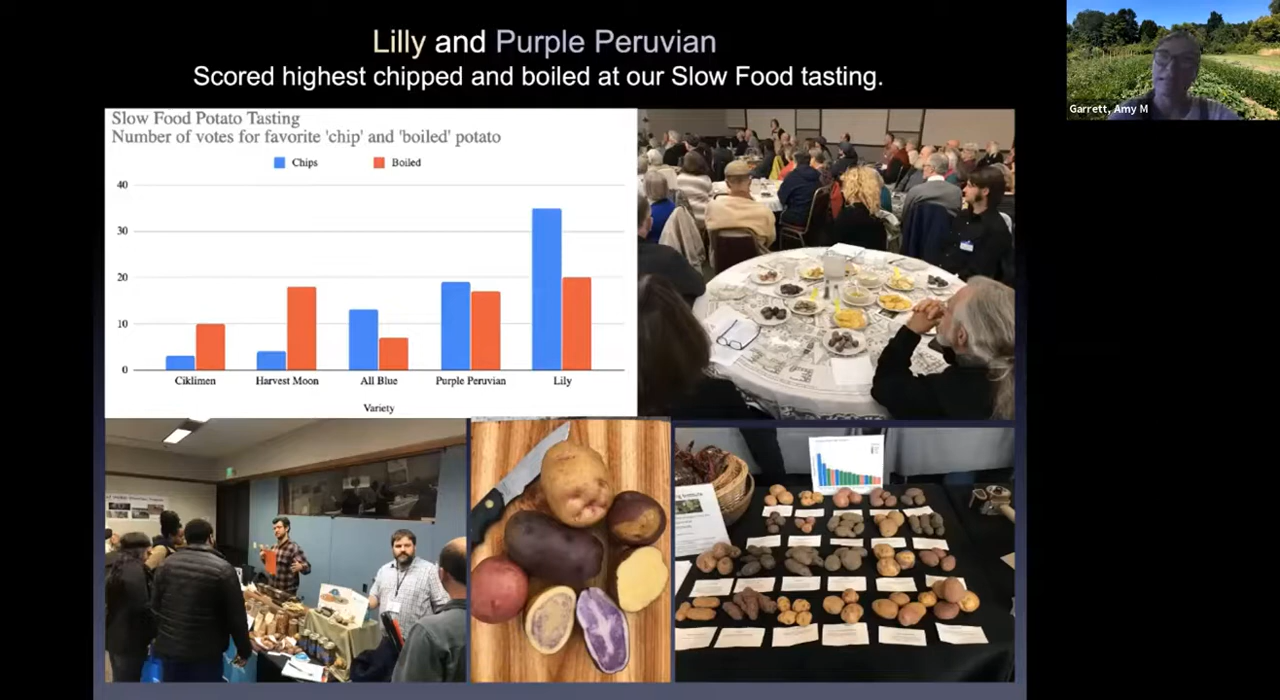 Lilly and Purple Peruvian
Scored highest chipped and boiled at our Slow Food tasting.
Garrett, Amy M
Slow Food Potato Tasting
Number of votes for favorite 'chip' and 'boiled' potato
Chips
Boiled
40
30
20
10
0
Ciklimen
Harvest Moon
All Blue
Purple Peruvian
Lily
Variety